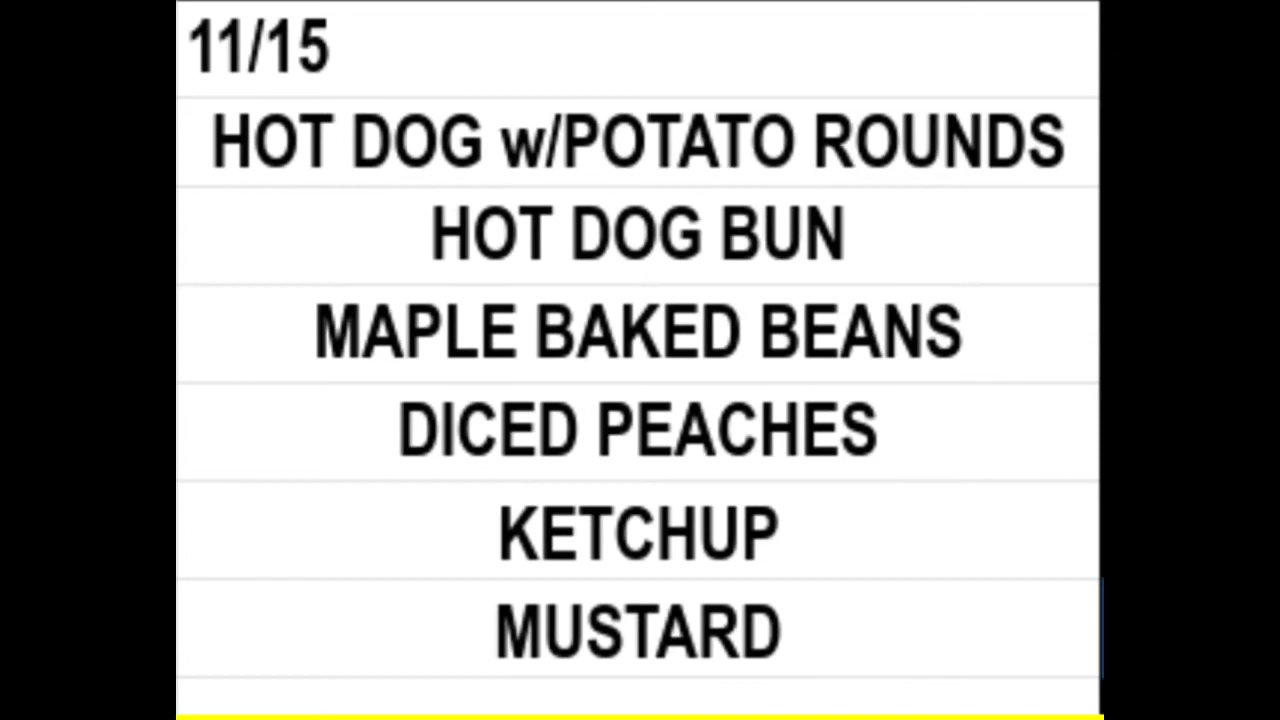 11/15
HOT DOG w/POTATO ROUNDS
HOT DOG BUN
MAPLE BAKED BEANS
DICED PEACHES
KETCHUP
MUSTARD